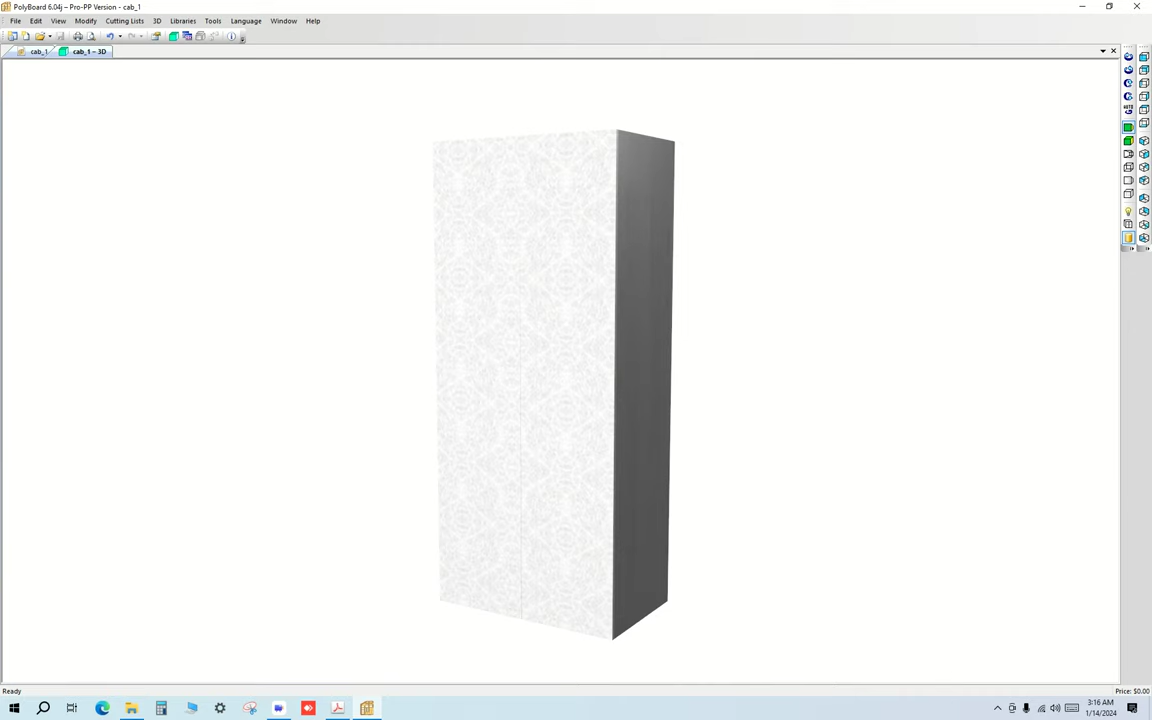 PolyBoard 6.04j - Pro-PP Version - cab_1
File Edit View Modify Cutting Lists 3D Libraries Tools Language Window Help
cab_1 cab_1 - 3D
AUTO
Ready
Price: $0.00
3:16 AM
1/14/2024